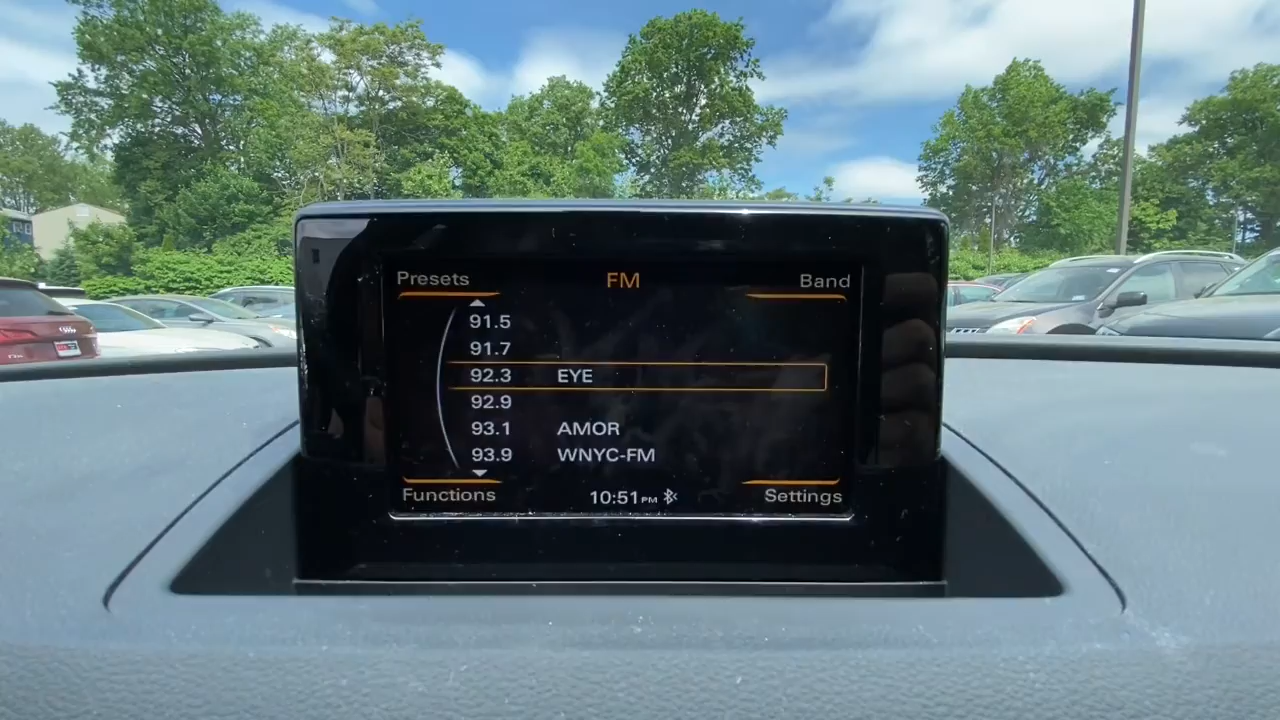 Presets FM Band
91.5
91.7
92.3 EYE
92.9
93.1 AMOR
93.9 WNYC-FM
Functions 10:51 PM Settings